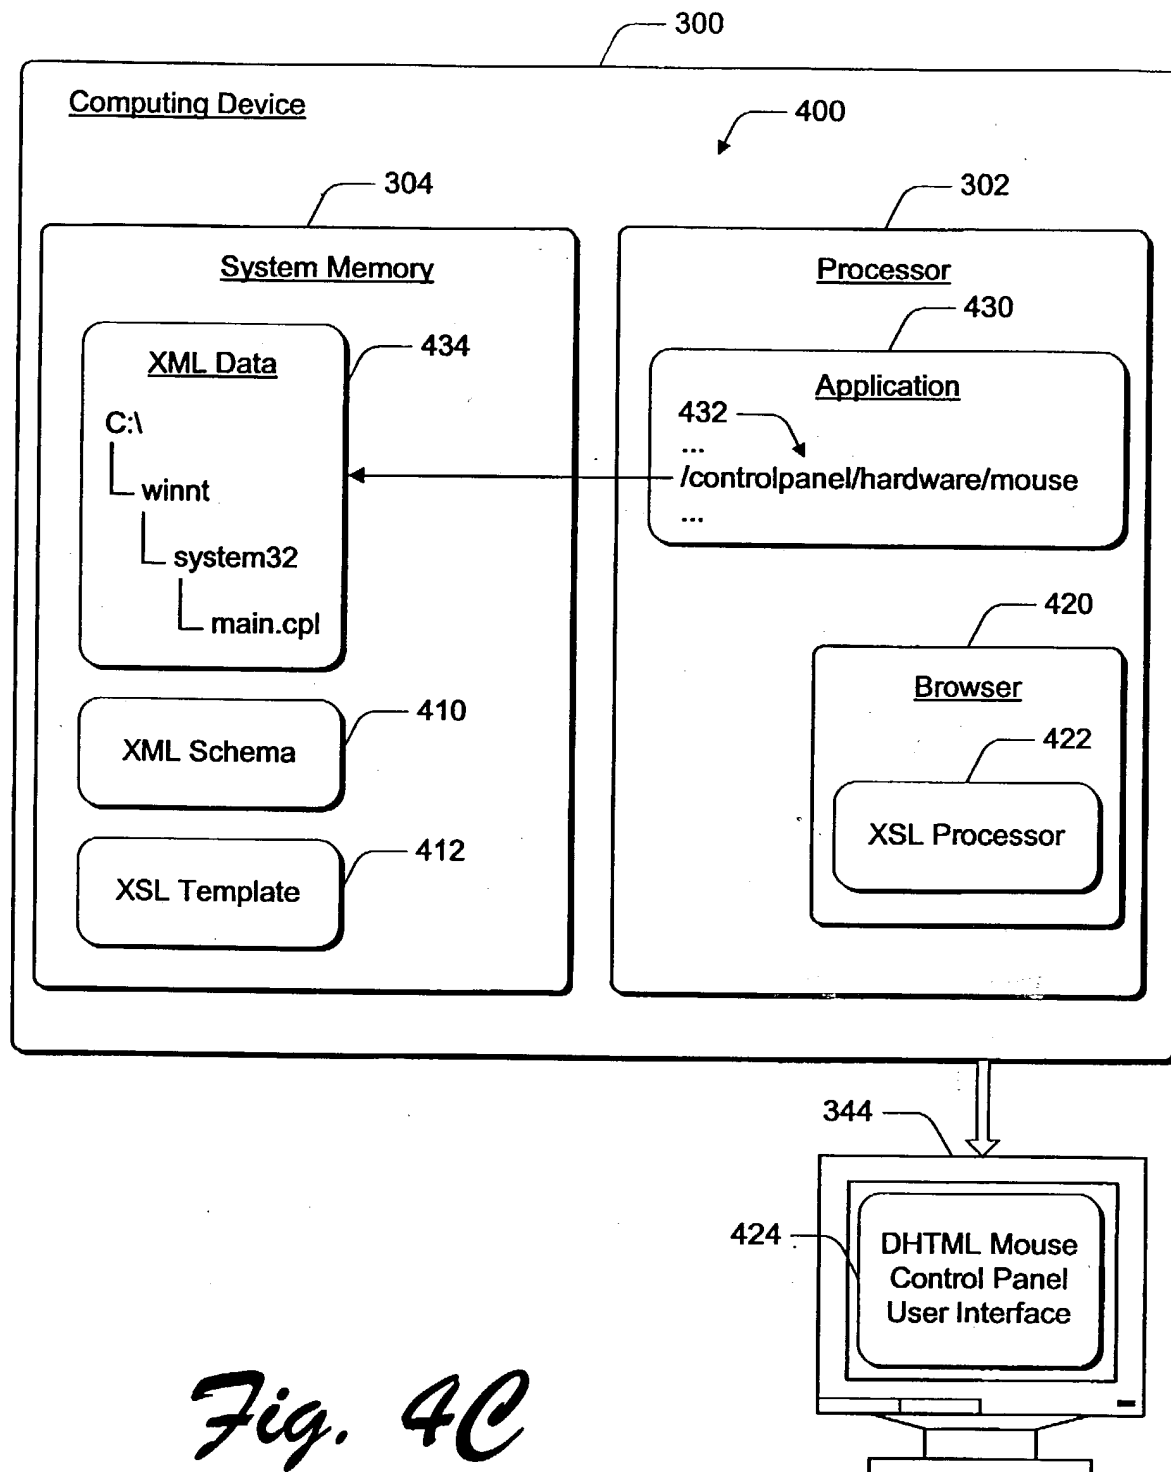 300
Computing Device
400
304
302
System Memory
Processor
XML Data
434
C:\
winnt
system32
main.cpl
430
Application
432
...
/controlpanel/hardware/mouse
...
420
Browser
422
XSL Processor
410
XML Schema
412
XSL Template
344
424
DHTML Mouse
Control Panel
User Interface
Fig. 4C